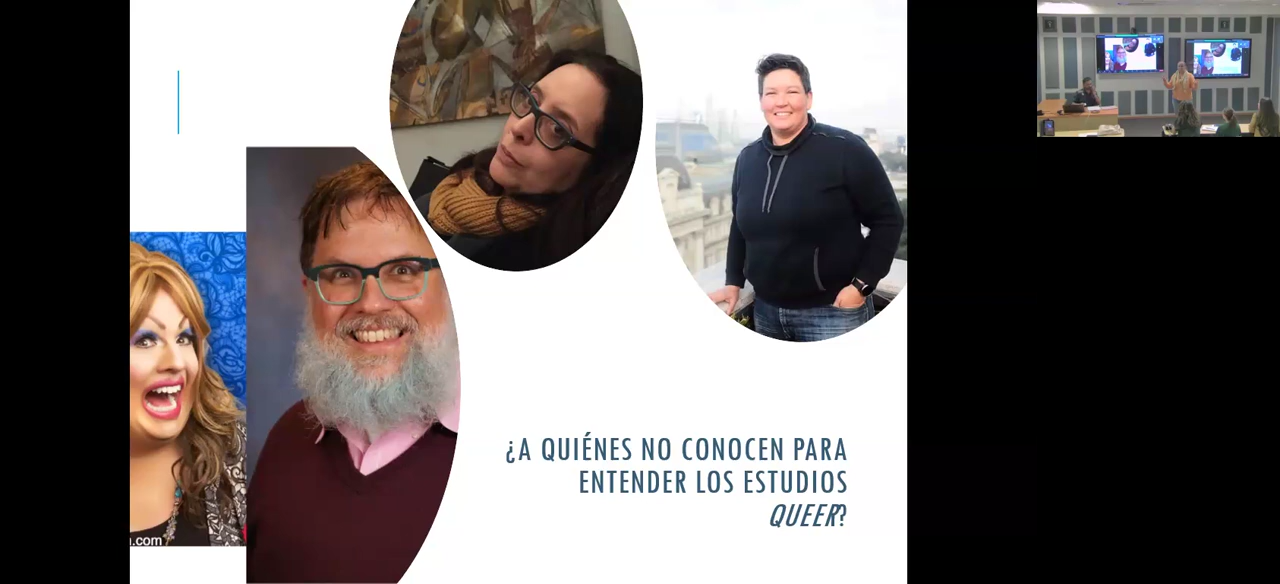 ¿A QUIÉNES NO CONOCEN PARA
ENTENDER LOS ESTUDIOS
QUEER?
.com